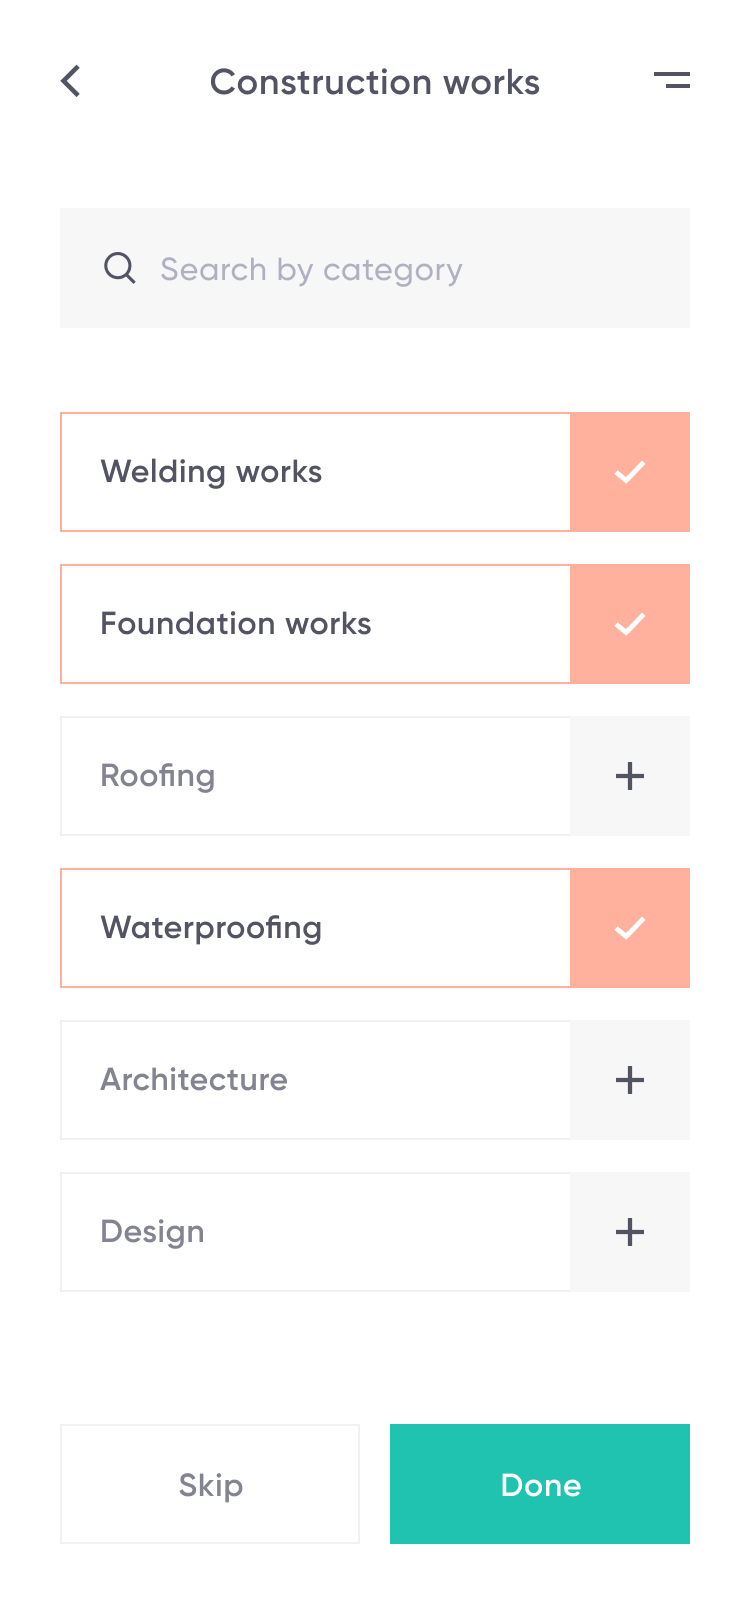 Construction works
Search by category
Welding works
Foundation works
Roofing
Waterproofing
Architecture
Design
Skip
Done